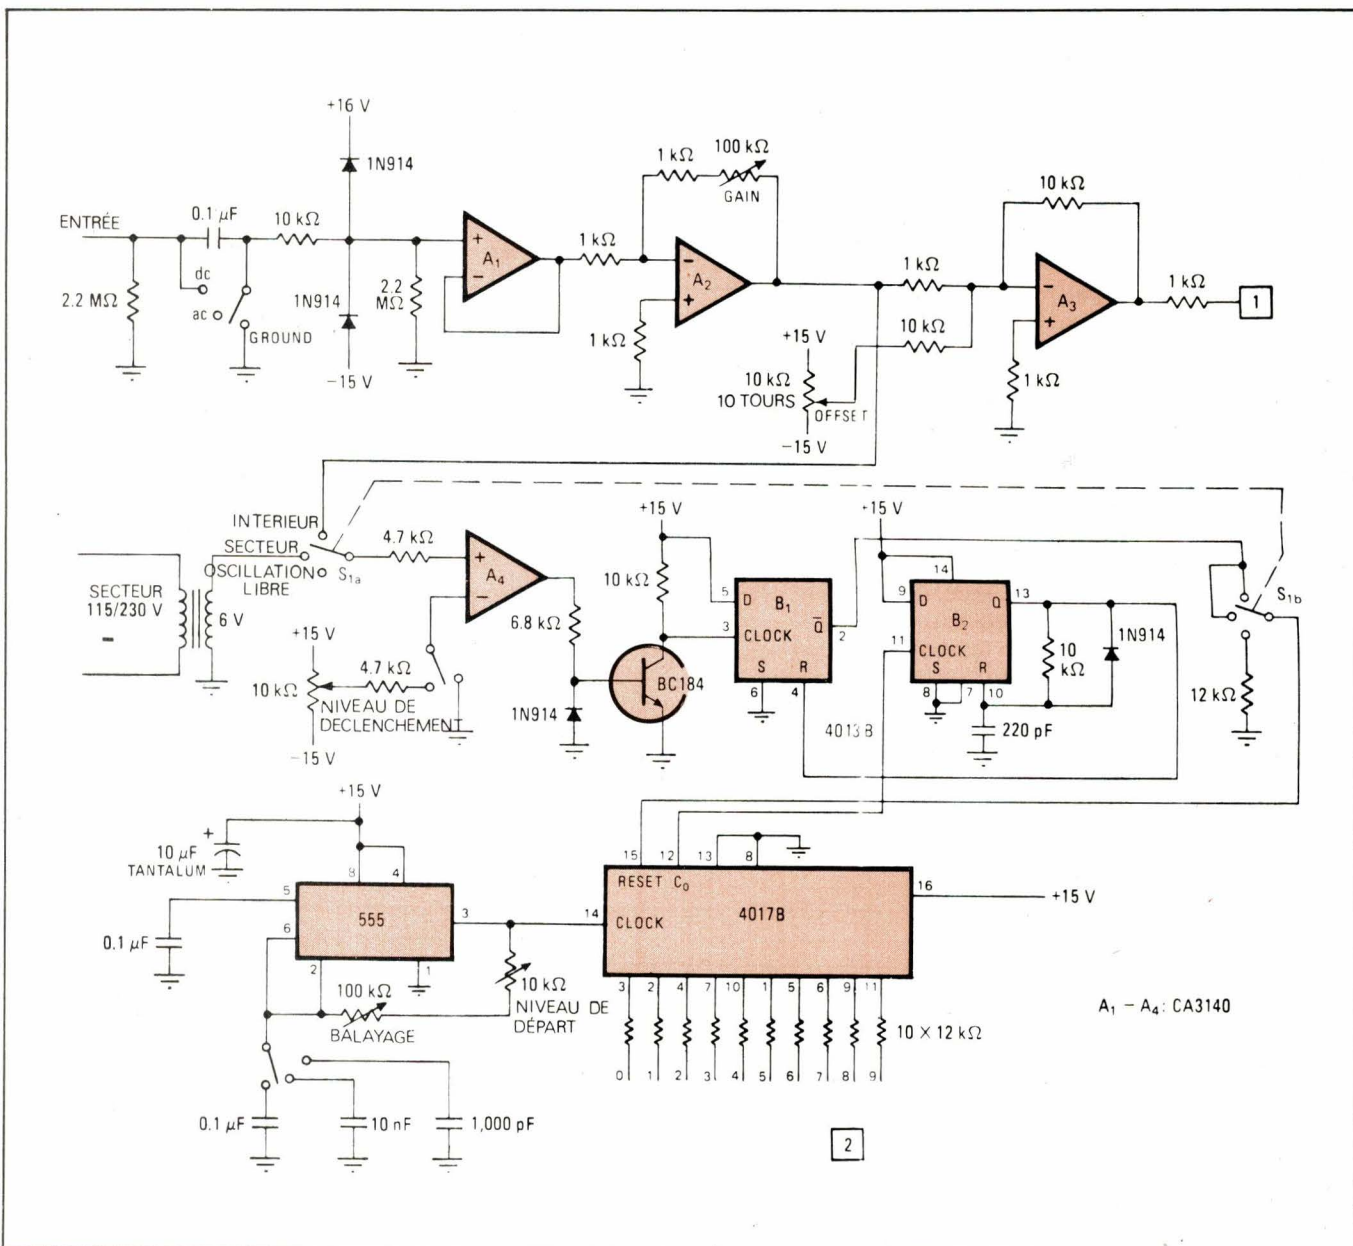 +16 V
1N914
ENTRÉE
0.1 µF
10 kΩ
2.2 MΩ
dc
ac
GROUND
1N914
−15 V
2.2 MΩ
+
−
A1
1 kΩ
1 kΩ
100 kΩ
GAIN
−
+
A2
1 kΩ
1 kΩ
10 kΩ
+15 V
10 kΩ
10 TOURS
OFFSET
−15 V
10 kΩ
−
+
A3
1 kΩ
1 kΩ
1
INTÉRIEUR
SECTEUR
OSCILLATION
LIBRE
S1a
SECTEUR
115/230 V
6 V
4.7 kΩ
+
−
A4
+15 V
10 kΩ
4.7 kΩ
NIVEAU DE
DECLENCHEMENT
−15 V
6.8 kΩ
1N914
BC184
+15 V
10 kΩ
5
D
B1
Q̅
2
3
CLOCK
S
R
6
4
4013B
+15 V
14
9
D
B2
Q
13
11
CLOCK
S
R
8
7
10
10 kΩ
1N914
220 pF
S1b
12 kΩ
+15 V
+
10 µF
TANTALUM
8
4
5
555
3
6
2
1
0.1 µF
100 kΩ
BALAYAGE
10 kΩ
NIVEAU DE
DÉPART
0.1 µF
10 nF
1,000 pF
15
12
13
8
RESET
C0
16
+15 V
14
CLOCK
4017B
3 2 4 7 10 1 5 6 9 11
10 X 12 kΩ
0 1 2 3 4 5 6 7 8 9
A1 – A4: CA3140
2